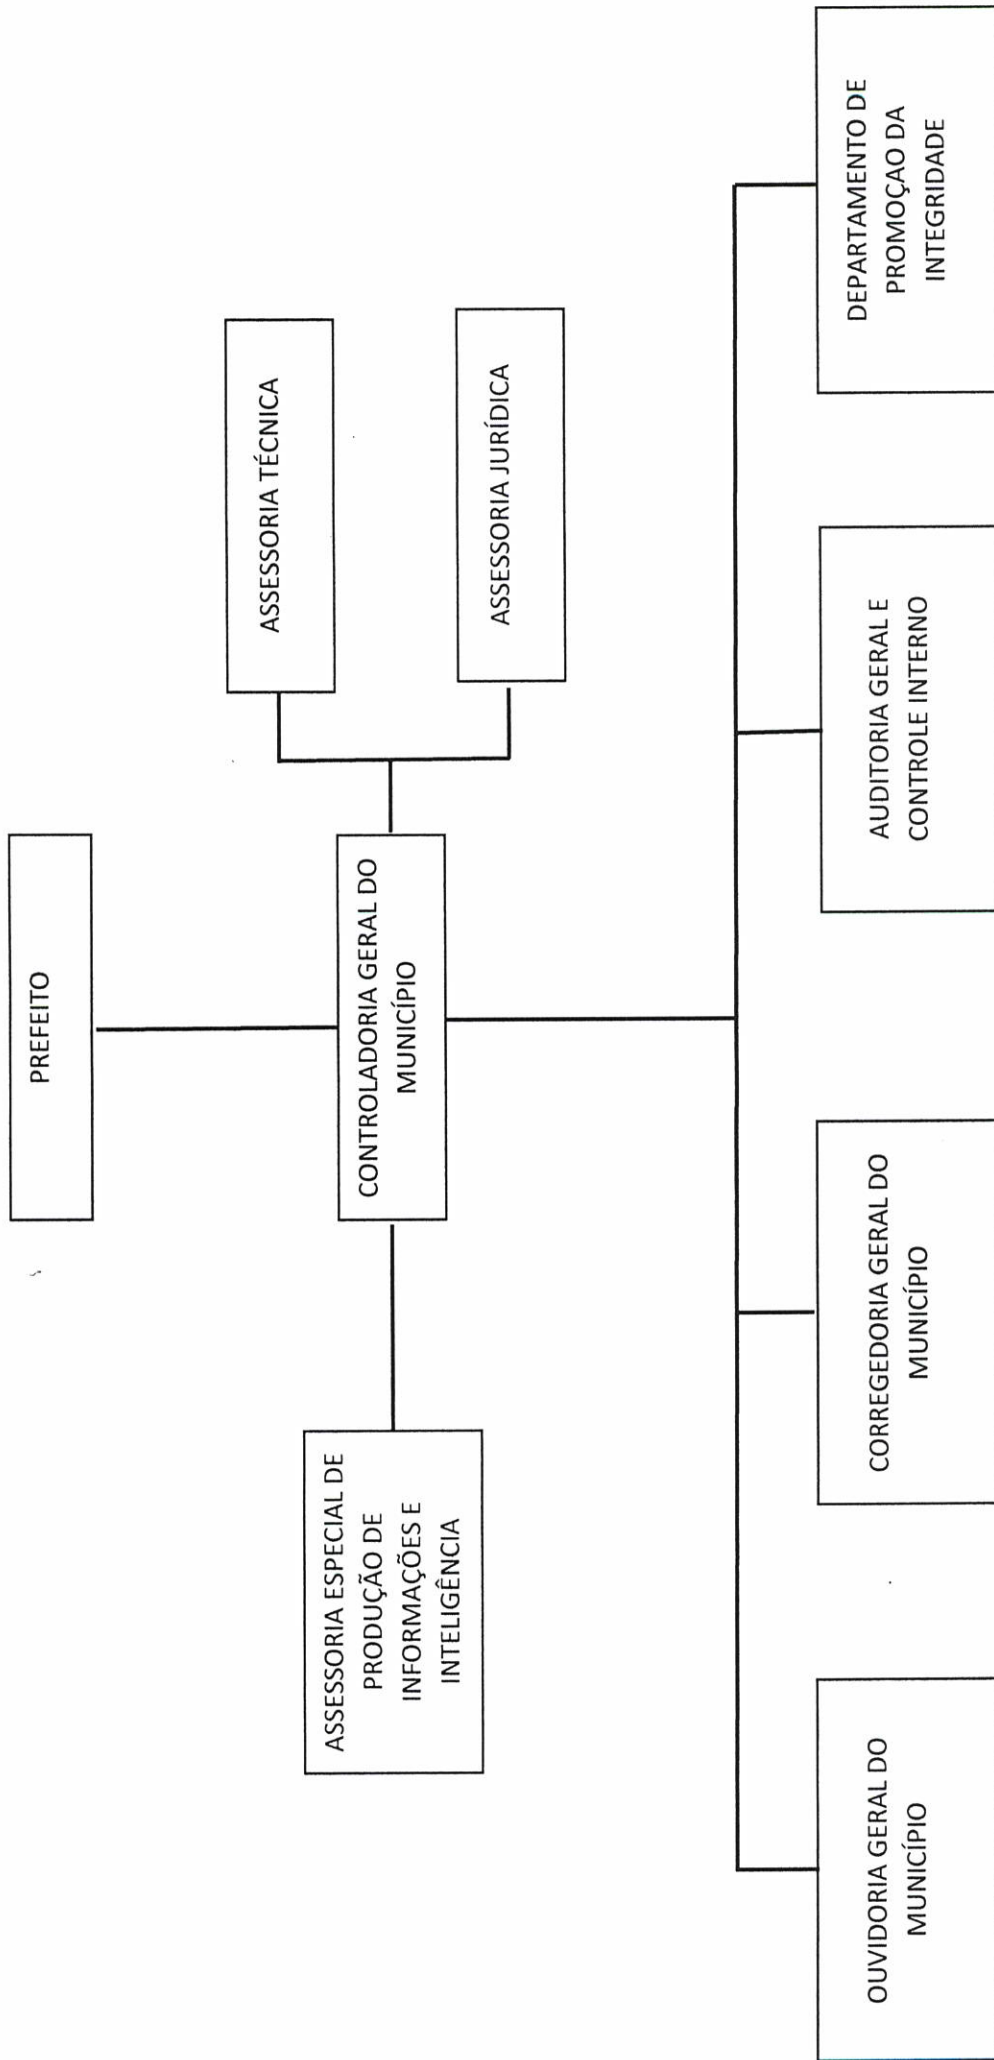 PREFEITO
ASSESSORIA TÉCNICA
ASSESSORIA ESPECIAL DE
PRODUÇÃO DE
INFORMAÇÕES E
INTELIGÊNCIA
CONTROLADORIA GERAL DO
MUNICÍPIO
ASSESSORIA JURÍDICA
OUVIDORIA GERAL DO
MUNICÍPIO
CORREGEDORIA GERAL DO
MUNICÍPIO
AUDITORIA GERAL E
CONTROLE INTERNO
DEPARTAMENTO DE
PROMOÇAO DA
INTEGRIDADE